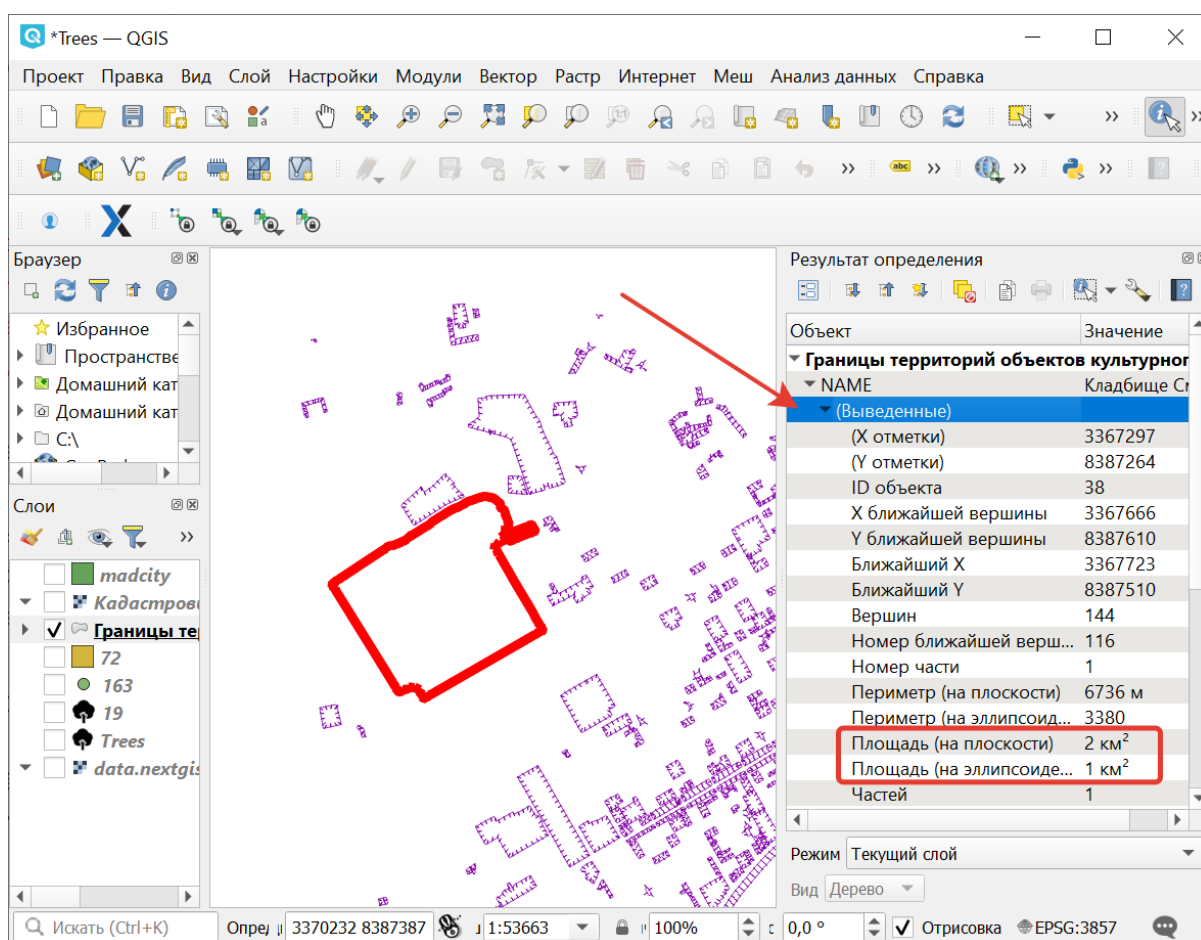 *Trees — QGIS
Проект Правка Вид Слой Настройки Модули Вектор Растр Интернет Меш Анализ данных Справка
abc
Браузер
Избранное
Пространстве
Домашний кат
Домашний кат
C:\
Слои
madcity
Кадастров
Границы те
72
163
19
Trees
data.nextgis
Результат определения
Объект Значение
Границы территорий объектов культурног
NAME Кладбище См
(Выведенные)
(X отметки) 3367297
(Y отметки) 8387264
ID объекта 38
X ближайшей вершины 3367666
Y ближайшей вершины 8387610
Ближайший X 3367723
Ближайший Y 8387510
Вершин 144
Номер ближайшей верш... 116
Номер части 1
Периметр (на плоскости) 6736 м
Периметр (на эллипсоид... 3380
Площадь (на плоскости) 2 км²
Площадь (на эллипсоиде... 1 км²
Частей 1
Режим Текущий слой
Вид Дерево
Искать (Ctrl+K) Опре 3370232 8387387 1:53663 100% 0,0 ° Отрисовка EPSG:3857